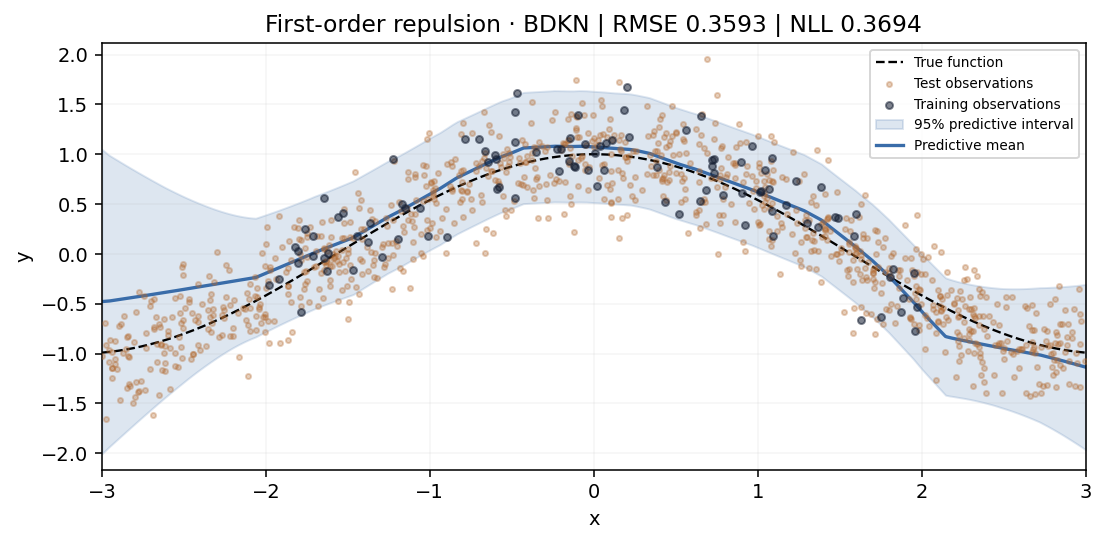 First-order repulsion · BDKN | RMSE 0.3593 | NLL 0.3694
True function
Test observations
Training observations
95% predictive interval
Predictive mean
2.0
1.5
1.0
0.5
0.0
−0.5
−1.0
−1.5
−2.0
y
−3 −2 −1 0 1 2 3
x